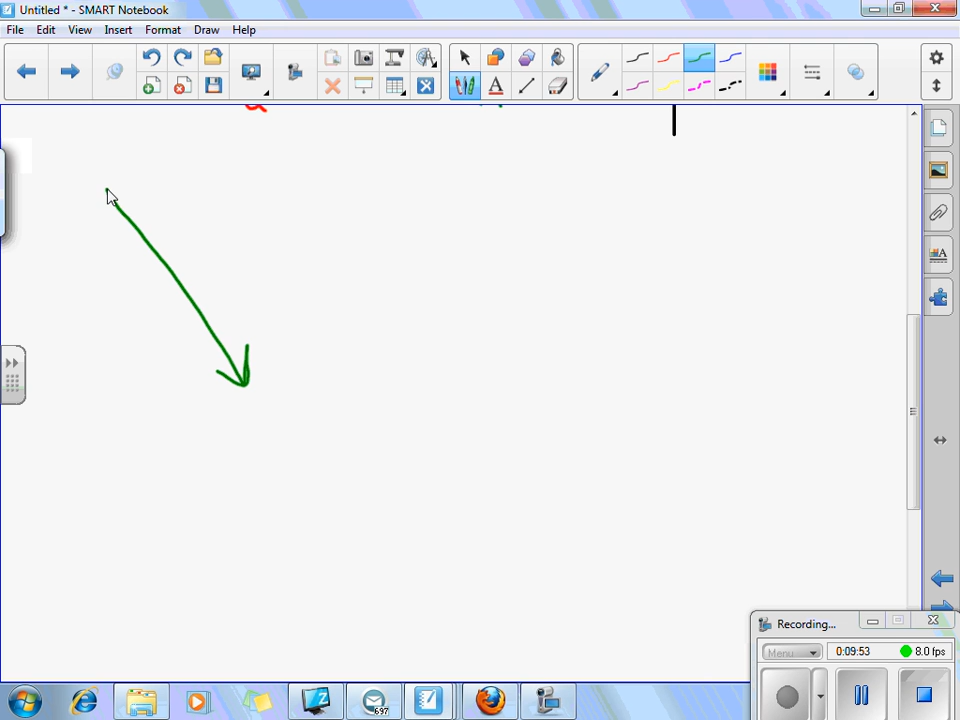 Untitled * - SMART Notebook
File Edit View Insert Format Draw Help
Recording...
Menu
0:09:53
8.0 fps
697